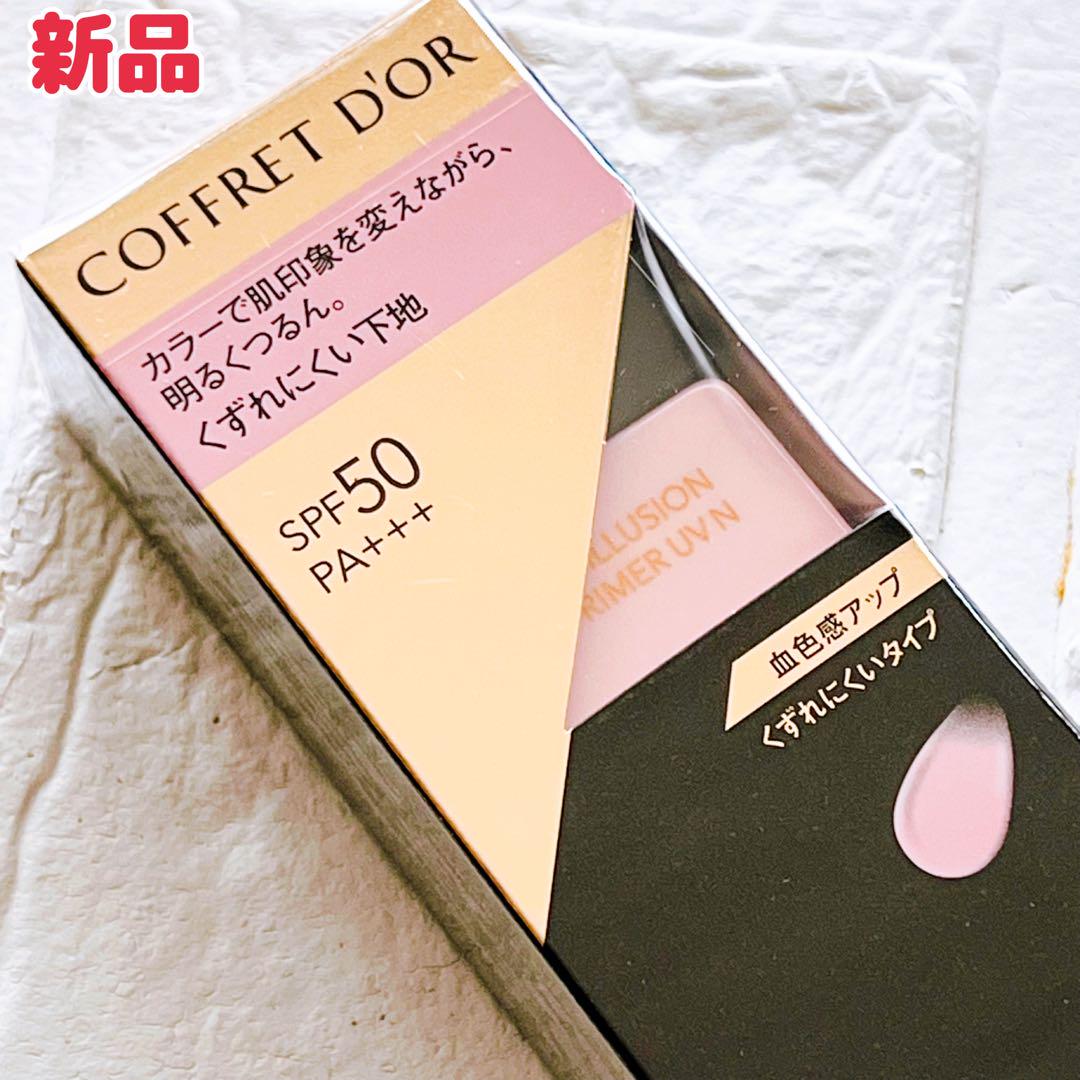 新品
COFFRET D'OR
カラーで肌印象を変えながら、
明るくつるん。
くずれにくい下地
SPF50
PA+++
ILLUSION
RIMER UV N
血色感アップ
くずれにくいタイプ